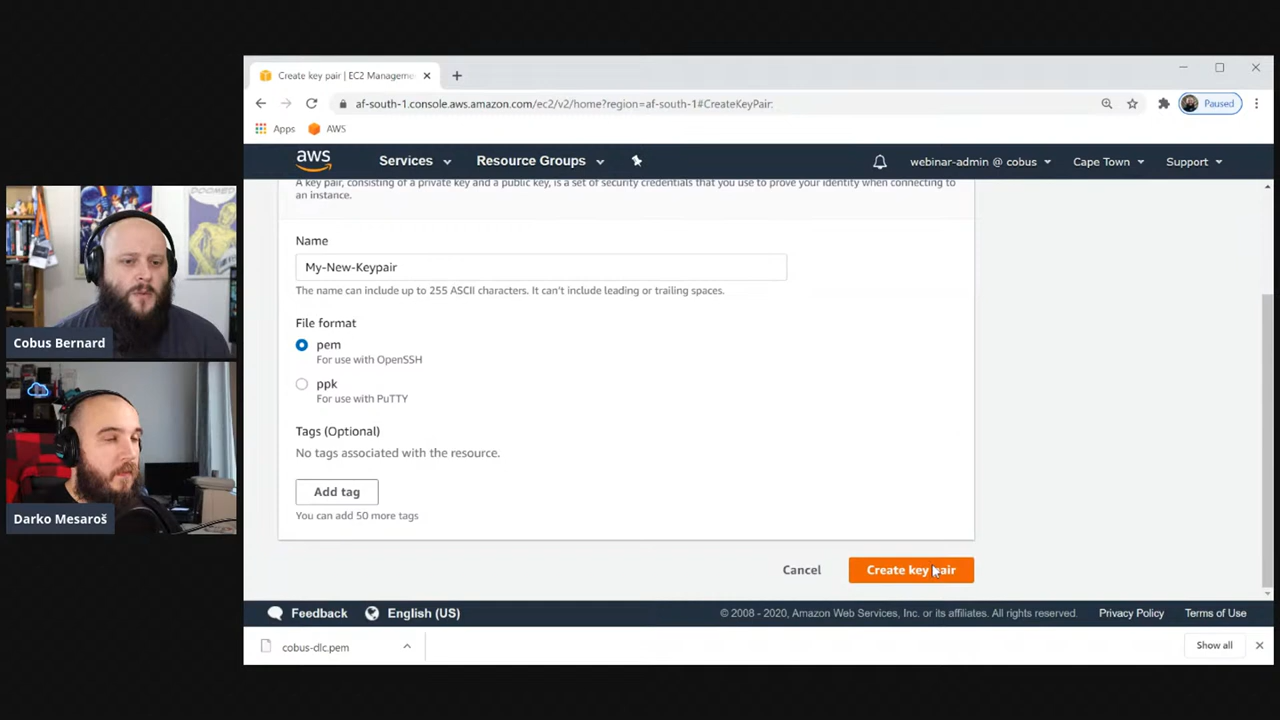 Create key pair | EC2 Manageme
af-south-1.console.aws.amazon.com/ec2/v2/home?region=af-south-1#CreateKeyPair:
Paused
Apps
AWS
aws
Services
Resource Groups
webinar-admin @ cobus
Cape Town
Support
A key pair, consisting of a private key and a public key, is a set of security credentials that you use to prove your identity when connecting to
an instance.
Name
My-New-Keypair
The name can include up to 255 ASCII characters. It can't include leading or trailing spaces.
File format
pem
For use with OpenSSH
ppk
For use with PuTTY
Tags (Optional)
No tags associated with the resource.
Add tag
You can add 50 more tags
Cancel
Create key pair
Feedback
English (US)
© 2008 - 2020, Amazon Web Services, Inc. or its affiliates. All rights reserved.
Privacy Policy
Terms of Use
cobus-dlc.pem
Show all
Cobus Bernard
Darko Mesaroš